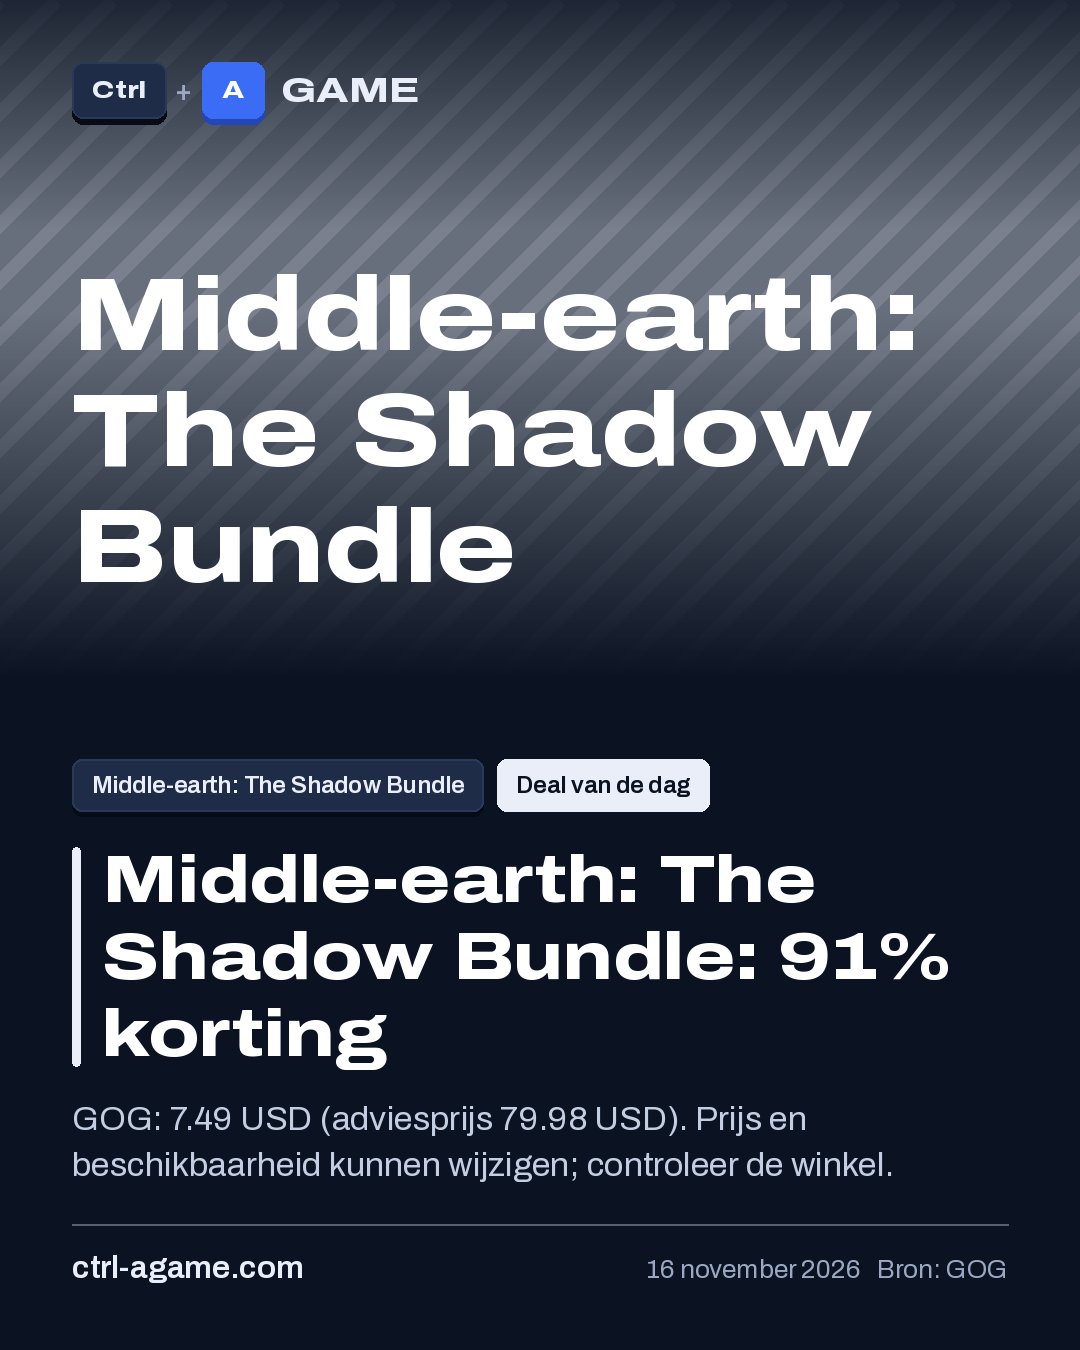 Ctrl + A GAME
Middle-earth:
The Shadow
Bundle
Middle-earth: The Shadow Bundle Deal van de dag
Middle-earth: The
Shadow Bundle: 91%
korting
GOG: 7.49 USD (adviesprijs 79.98 USD). Prijs en
beschikbaarheid kunnen wijzigen; controleer de winkel.
ctrl-agame.com 16 november 2026 Bron: GOG